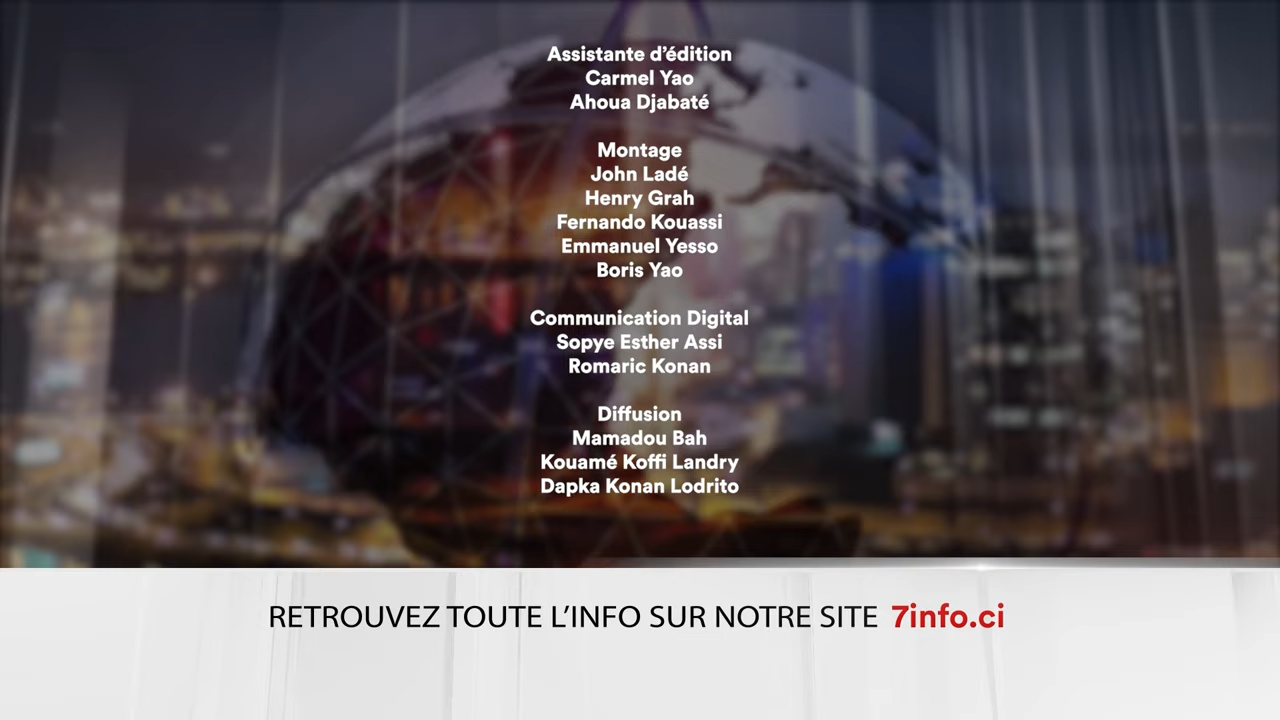 Assistante d’édition
Carmel Yao
Ahoua Djabaté
Montage
John Ladé
Henry Grah
Fernando Kouassi
Emmanuel Yesso
Boris Yao
Communication Digital
Sopye Esther Assi
Romaric Konan
Diffusion
Mamadou Bah
Kouamé Koffi Landry
Dapka Konan Lodrito
RETROUVEZ TOUTE L’INFO SUR NOTRE SITE 7info.ci